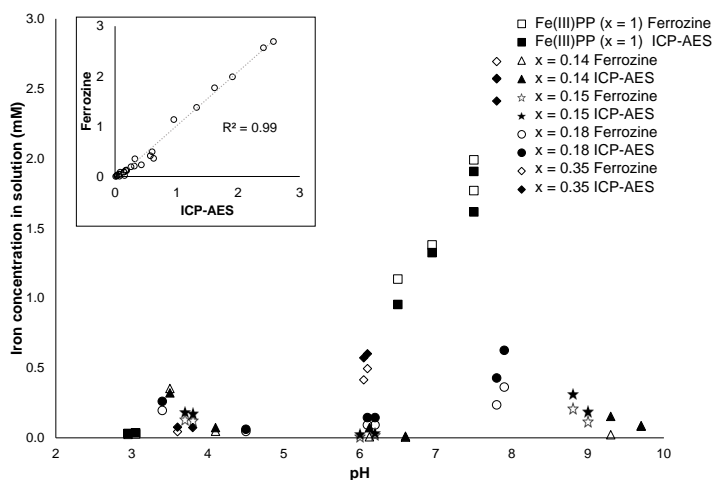 Iron concentration in solution (mM)
3.0
2.5
2.0
1.5
1.0
0.5
0.0
2 3 4 5 6 7 8 9 10
pH
Ferrozine
3
2
1
0
0 1 2 3
ICP-AES
R² = 0.99
Fe(III)PP (x = 1) Ferrozine
Fe(III)PP (x = 1) ICP-AES
x = 0.14 Ferrozine
x = 0.14 ICP-AES
x = 0.15 Ferrozine
x = 0.15 ICP-AES
x = 0.18 Ferrozine
x = 0.18 ICP-AES
x = 0.35 Ferrozine
x = 0.35 ICP-AES